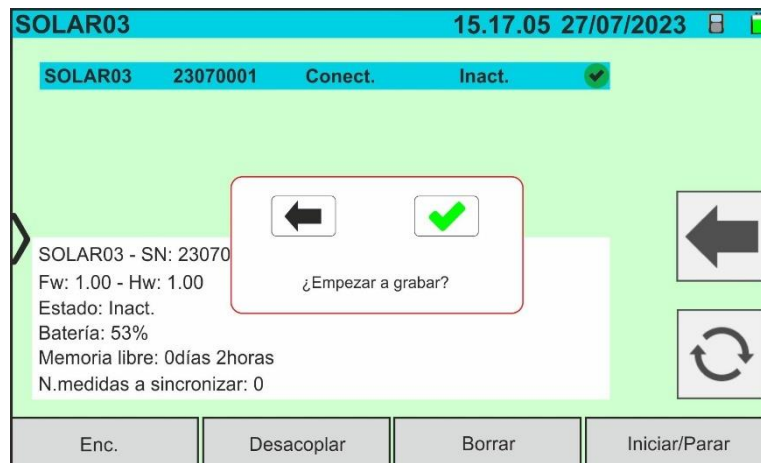 SOLAR03 15.17.05 27/07/2023
SOLAR03 23070001 Conect. Inact.
¿Empezar a grabar?
SOLAR03 - SN: 23070
Fw: 1.00 - Hw: 1.00
Estado: Inact.
Batería: 53%
Memoria libre: 0días 2horas
N.medidas a sincronizar: 0
Enc. Desacoplar Borrar Iniciar/Parar